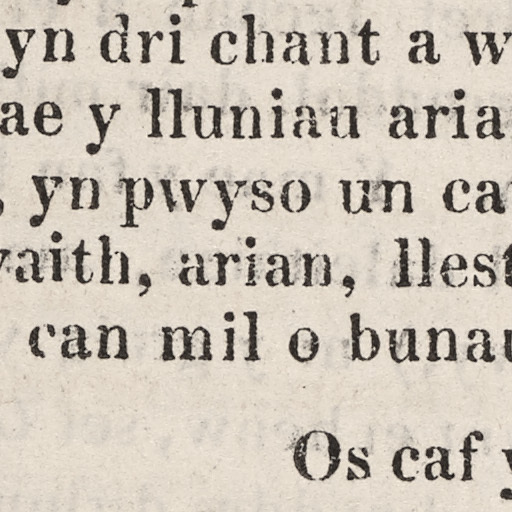 yn dri chant a w
ae y lluniau aria
, yn pwyso un ca
vaith, arian, llest
can mil o bunau
Os caf y